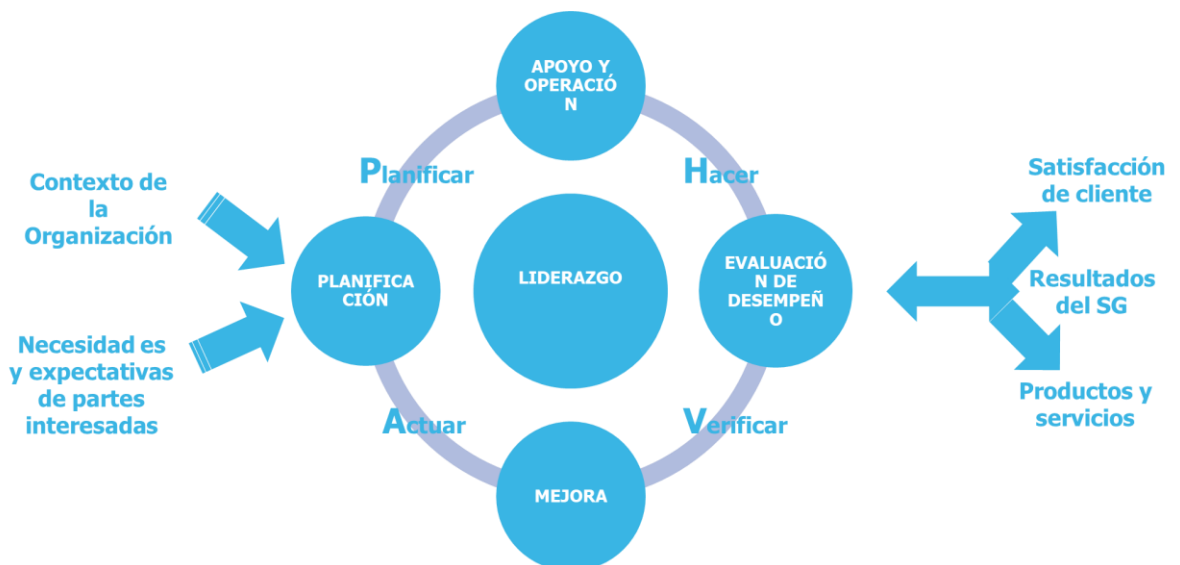 APOYO Y
OPERACIÓ
N
Planificar
Hacer
Contexto de
la
Organización
Satisfacción
de cliente
PLANIFICA
CIÓN
LIDERAZGO
EVALUACIÓ
N DE
DESEMPEÑ
O
Resultados
del SG
Necesidad es
y expectativas
de partes
interesadas
Productos y
servicios
Actuar
Verificar
MEJORA